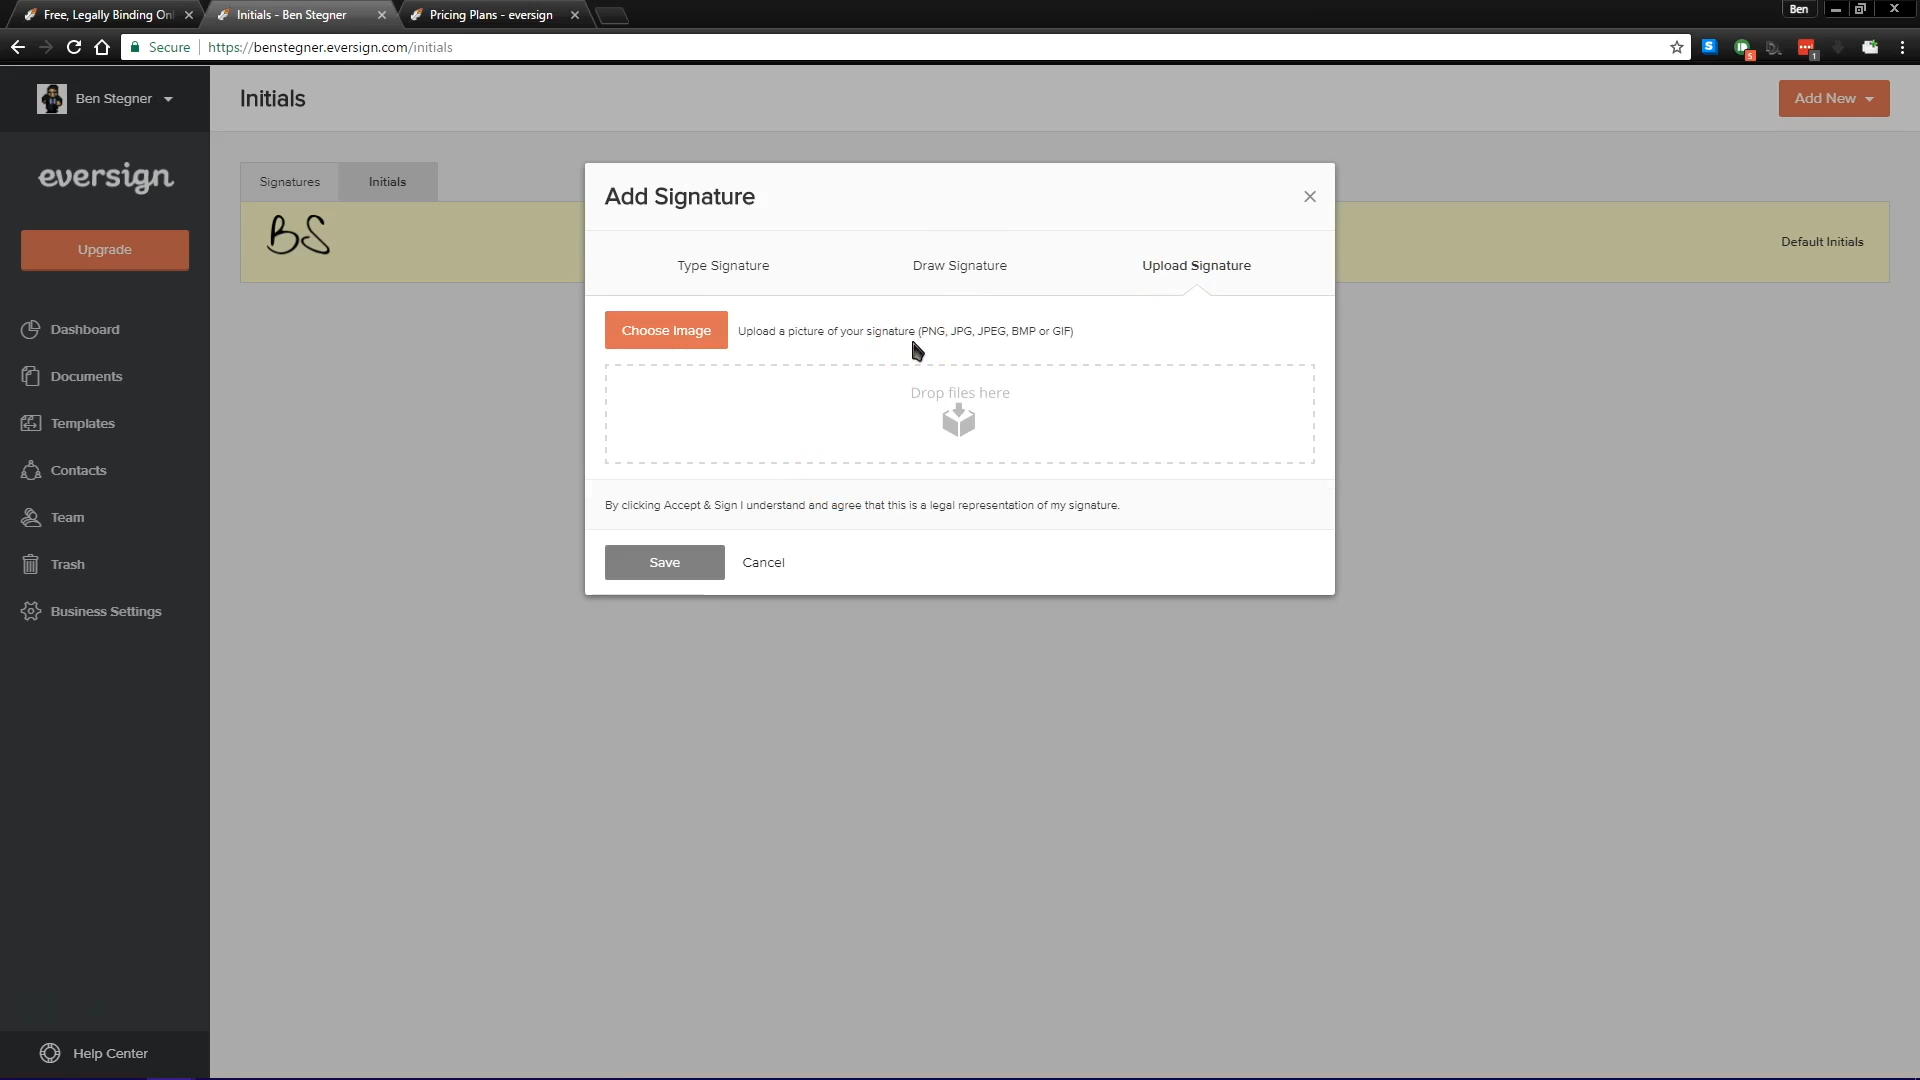 Free, Legally Binding Onl
Initials - Ben Stegner
Pricing Plans - eversign
Ben
Secure
https://benstegner.eversign.com/initials
S
5
1
Ben Stegner
Initials
Add New
eversign
Signatures
Initials
Add Signature
BS
Default Initials
Upgrade
Type Signature
Draw Signature
Upload Signature
Choose Image
Upload a picture of your signature (PNG, JPG, JPEG, BMP or GIF)
Drop files here
Dashboard
Documents
Templates
Contacts
Team
Trash
Business Settings
By clicking Accept & Sign I understand and agree that this is a legal representation of my signature.
Save
Cancel
Help Center